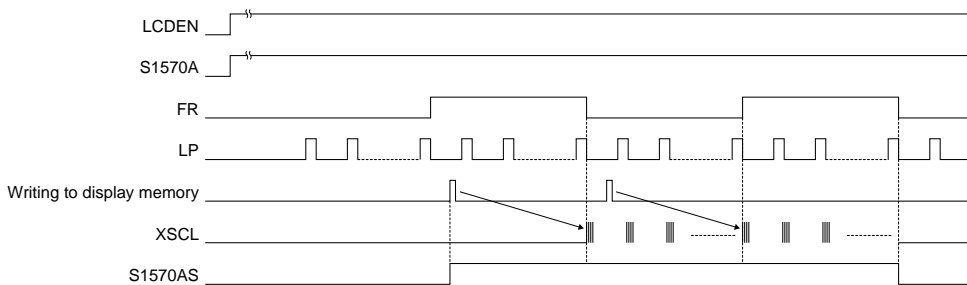 LCDEN
S1570A
FR
LP
Writing to display memory
XSCL
S1570AS